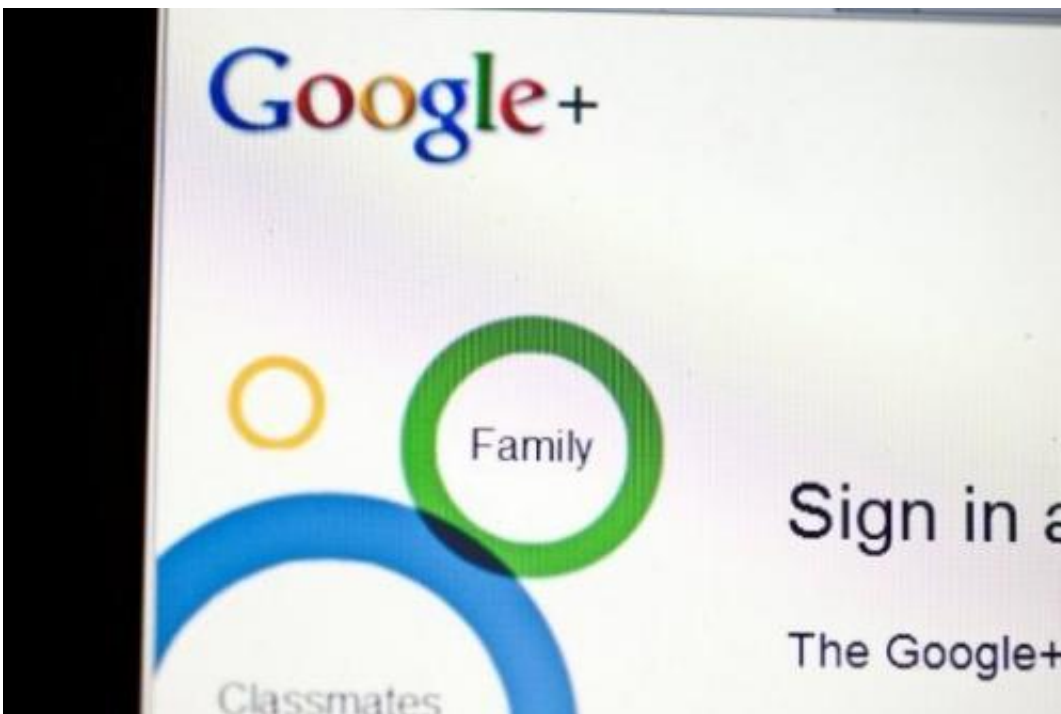 Google+
Family
Sign in a
The Google+
Classmates